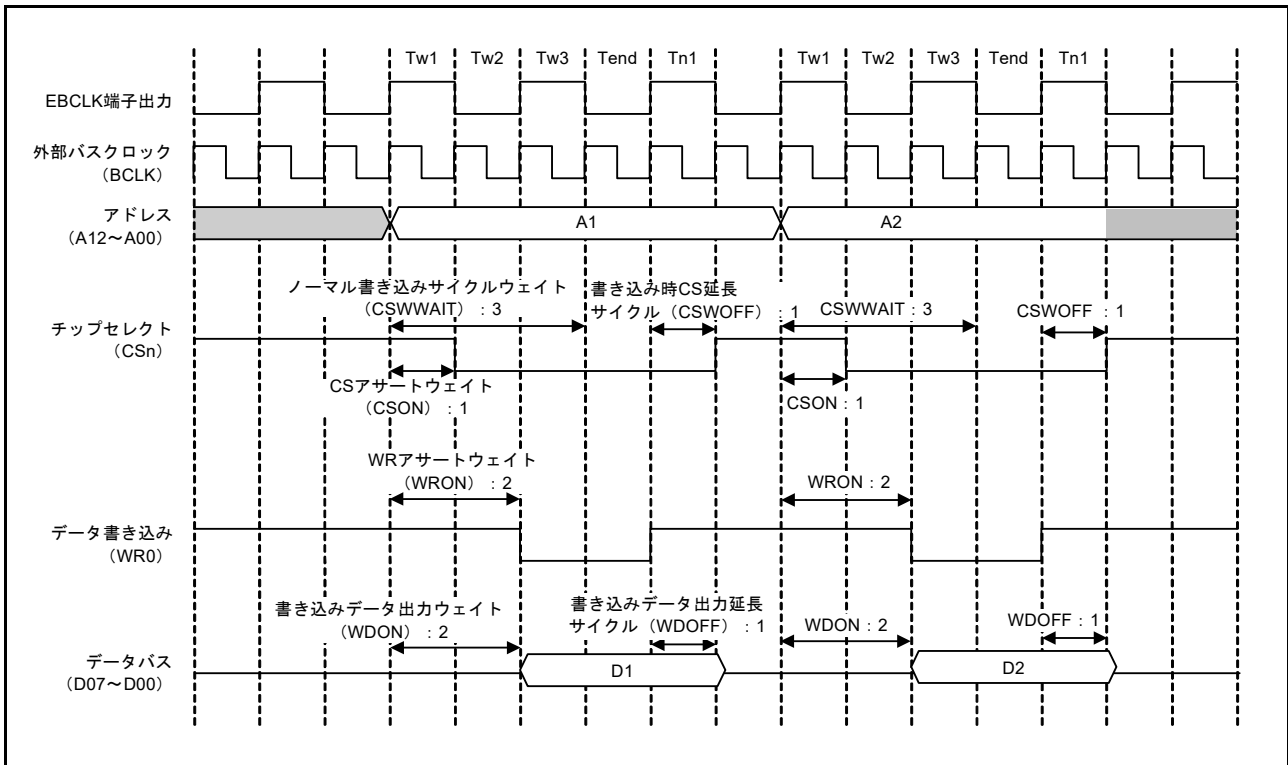 Tw1 Tw2 Tw3 Tend Tn1 Tw1 Tw2 Tw3 Tend Tn1
EBCLK端子出力
外部バスクロック
（BCLK）
アドレス
（A12～A00）
A1 A2
ノーマル書き込みサイクルウェイト
（CSWWAIT）：3
書き込み時CS延長
サイクル（CSWOFF）：1
CSWWAIT：3
CSWOFF：1
チップセレクト
（CSn）
CSアサートウェイト
（CSON）：1
CSON：1
WRアサートウェイト
（WRON）：2
WRON：2
データ書き込み
（WR0）
書き込みデータ出力ウェイト
（WDON）：2
書き込みデータ出力延長
サイクル（WDOFF）：1
WDON：2
WDOFF：1
データバス
（D07～D00）
D1 D2